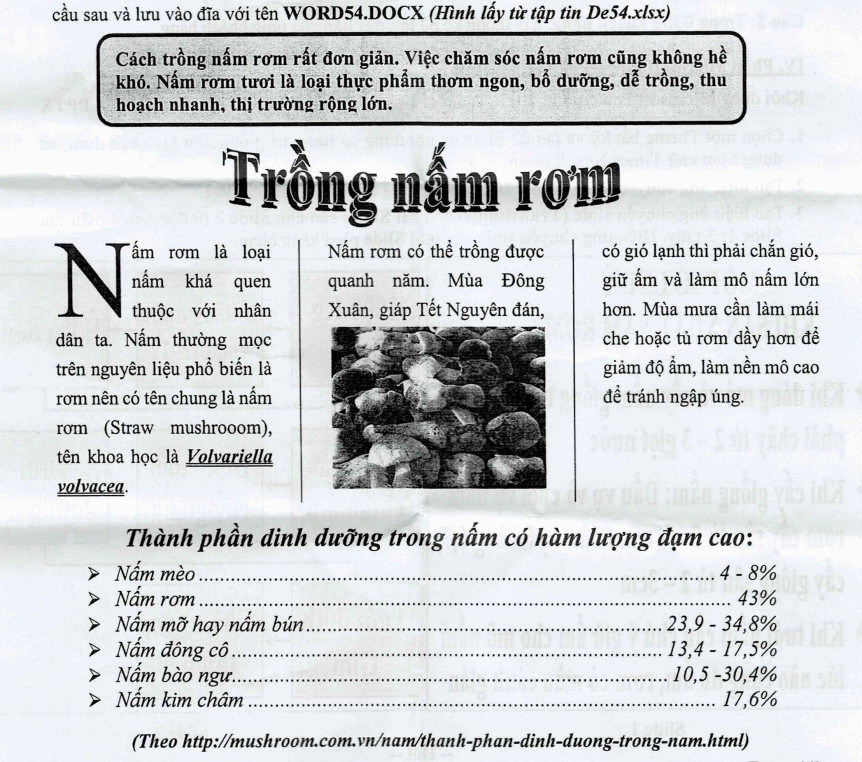 cầu sau và lưu vào đĩa với tên WORD54.DOCX (Hình lấy từ tập tin De54.xlsx)
Cách trồng nấm rơm rất đơn giản. Việc chăm sóc nấm rơm cũng không hề
khó. Nấm rơm tươi là loại thực phẩm thơm ngon, bổ dưỡng, dễ trồng, thu
hoạch nhanh, thị trường rộng lớn.
Trồng nấm rơm
Nấm rơm là loại
nấm khá quen
thuộc với nhân
dân ta. Nấm thường mọc
trên nguyên liệu phổ biến là
rơm nên có tên chung là nấm
rơm (Straw mushrooom),
tên khoa học là Volvariella
volvacea.
Nấm rơm có thể trồng được
quanh năm. Mùa Đông
Xuân, giáp Tết Nguyên đán,
có gió lạnh thì phải chắn gió,
giữ ấm và làm mô nấm lớn
hơn. Mùa mưa cần làm mái
che hoặc tủ rơm dầy hơn để
giảm độ ẩm, làm nền mô cao
để tránh ngập úng.
Thành phần dinh dưỡng trong nấm có hàm lượng đạm cao:
➢ Nấm mèo ........................................ 4 - 8%
➢ Nấm rơm ........................................ 43%
➢ Nấm mỡ hay nấm bún ........................................ 23,9 - 34,8%
➢ Nấm đông cô ........................................ 13,4 - 17,5%
➢ Nấm bào ngư ........................................ 10,5 -30,4%
➢ Nấm kim châm ........................................ 17,6%
(Theo http://mushroom.com.vn/nam/thanh-phan-dinh-duong-trong-nam.html)